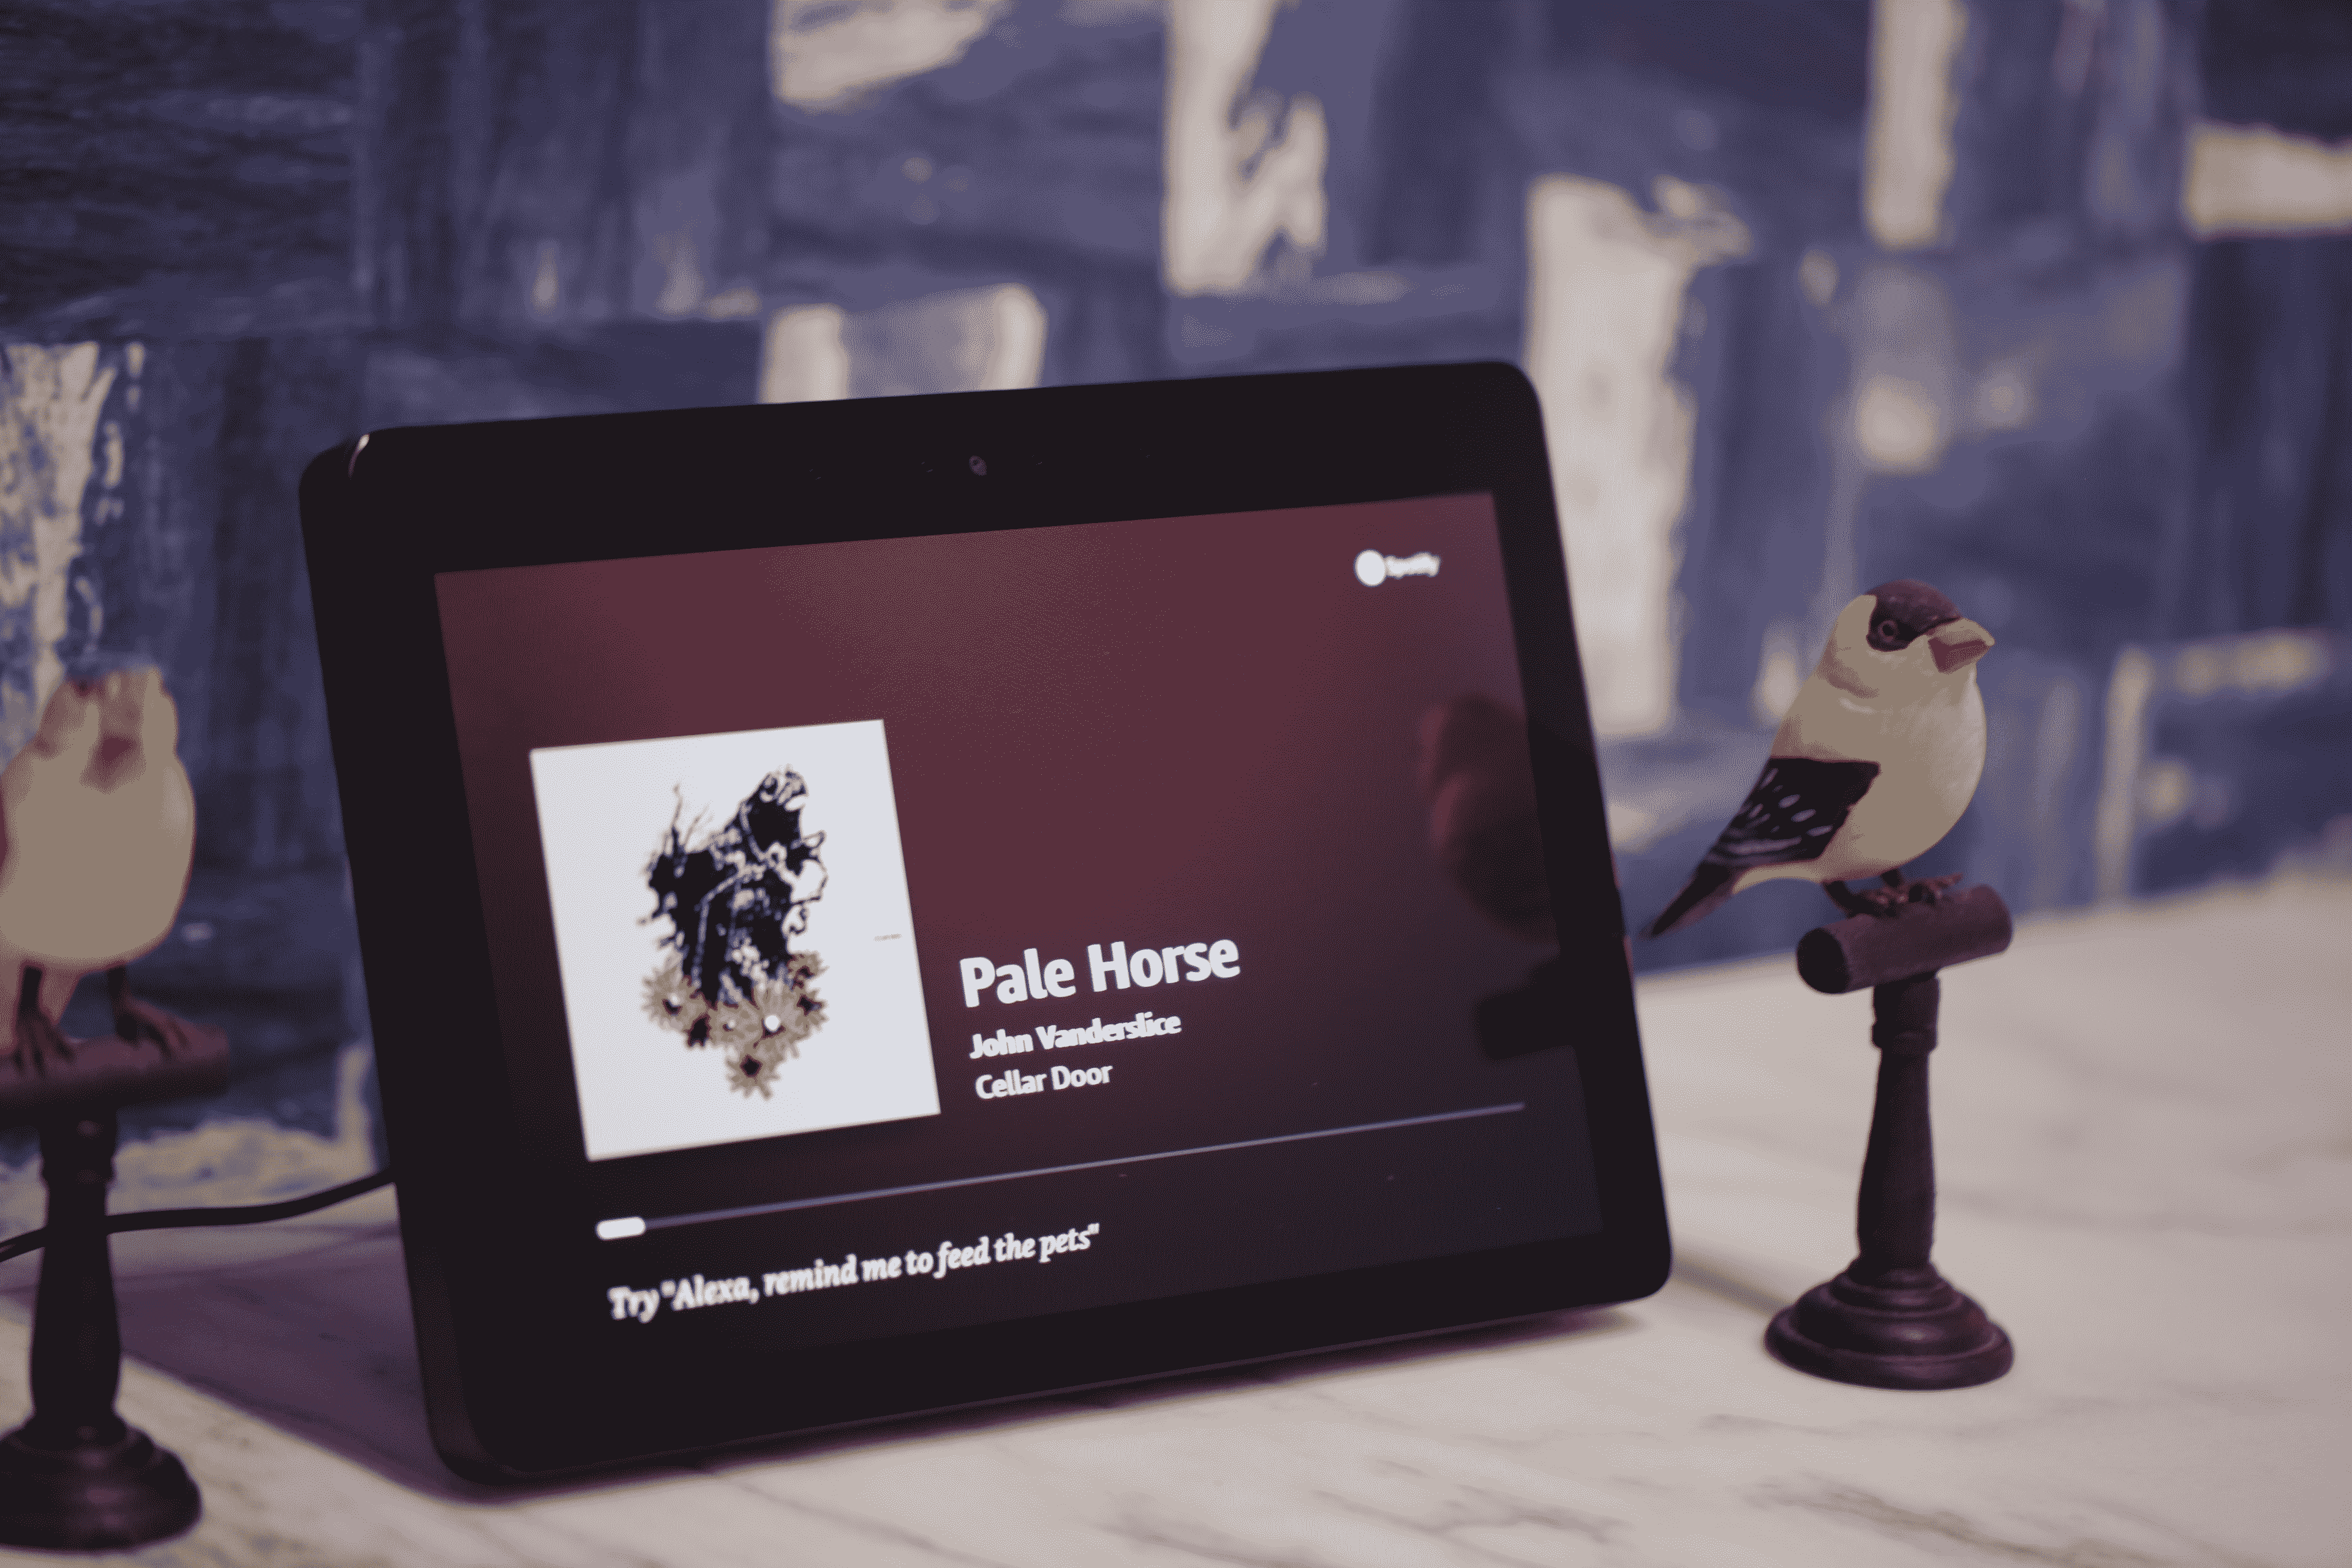 Spotify
Pale Horse
John Vanderslice
Cellar Door
Try "Alexa, remind me to feed the pets"